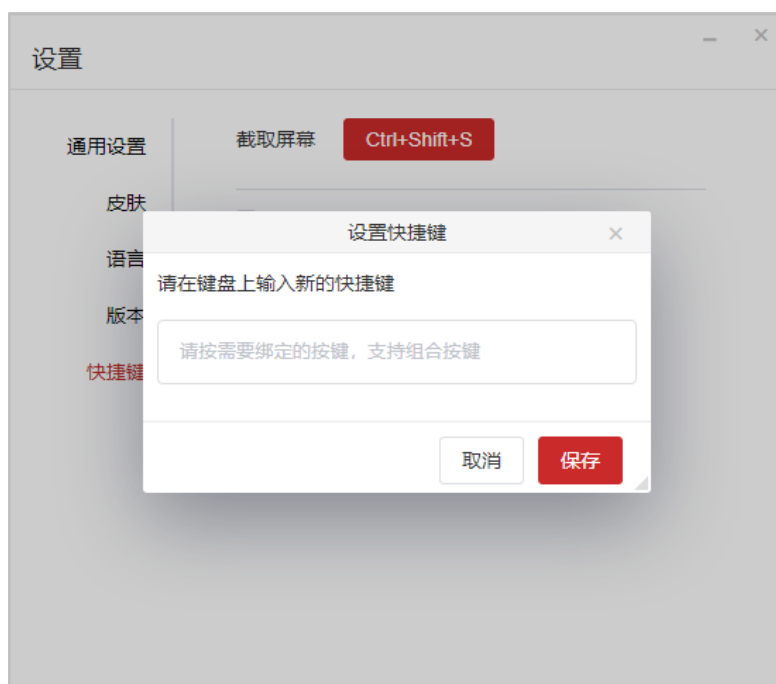 设置
通用设置
截取屏幕
Ctrl+Shift+S
皮肤
语言
版本
快捷键
设置快捷键
请在键盘上输入新的快捷键
请按需要绑定的按键，支持组合按键
取消
保存